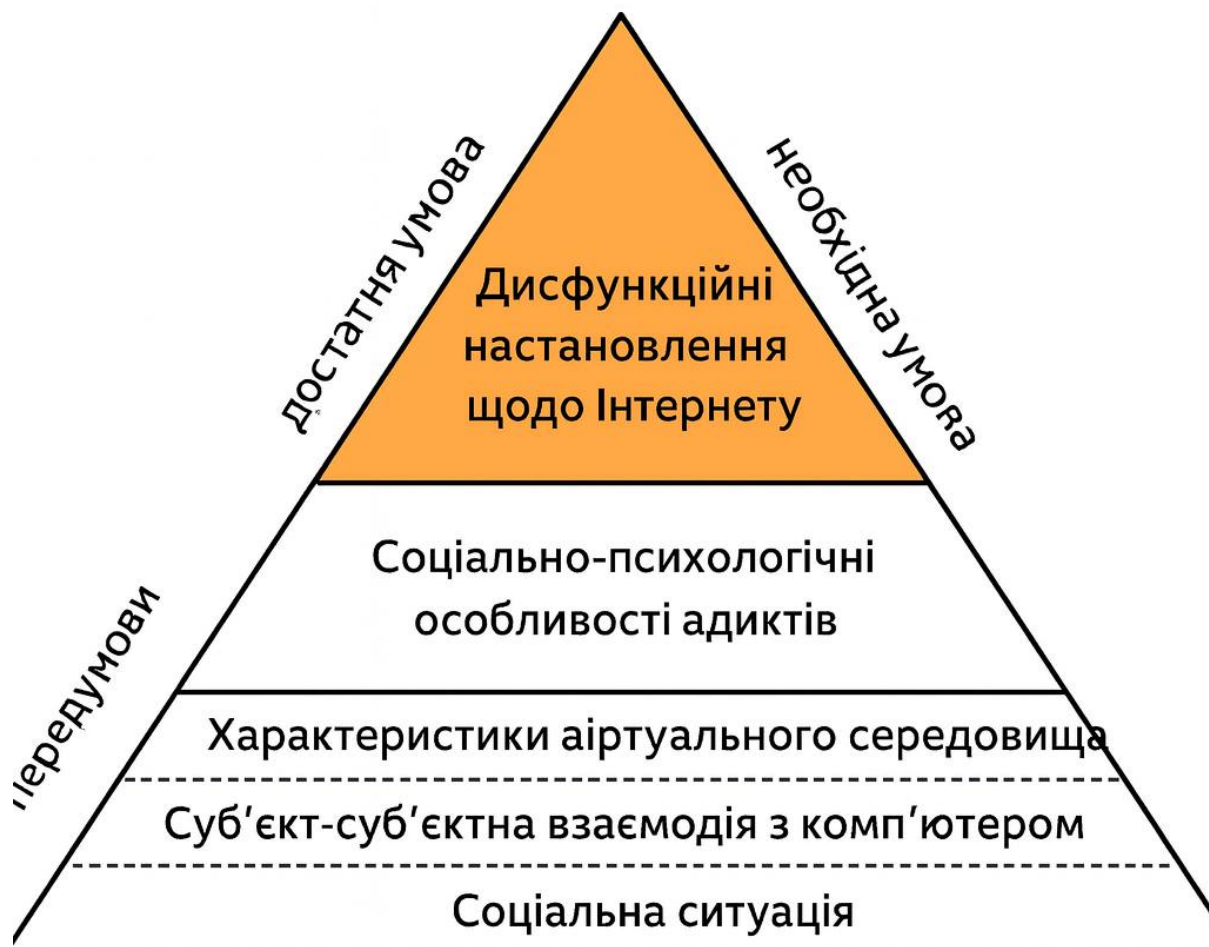 достатня умова
необхідна умова
Дисфункційні
настановлення
щодо Інтернету
Соціально-психологічні
особливості адиктів
Передумови
Характеристики аіртуального середовища
Суб’єкт-суб’єктна взаємодія з комп’ютером
Соціальна ситуація